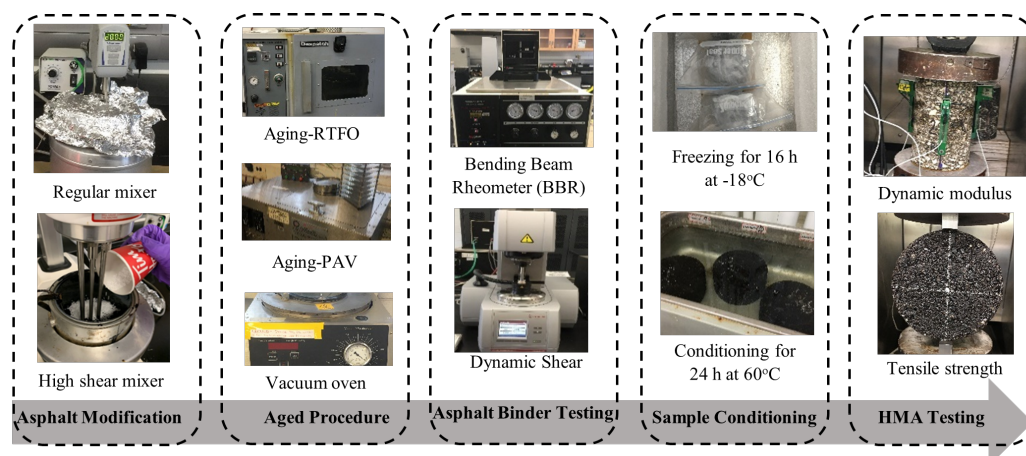 Regular mixer
High shear mixer
Asphalt Modification
Aging-RTFO
Aging-PAV
Vacuum oven
Aged Procedure
Bending Beam
Rheometer (BBR)
Dynamic Shear
Asphalt Binder Testing
Freezing for 16 h
at -18°C
Conditioning for
24 h at 60°C
Sample Conditioning
Dynamic modulus
Tensile strength
HMA Testing